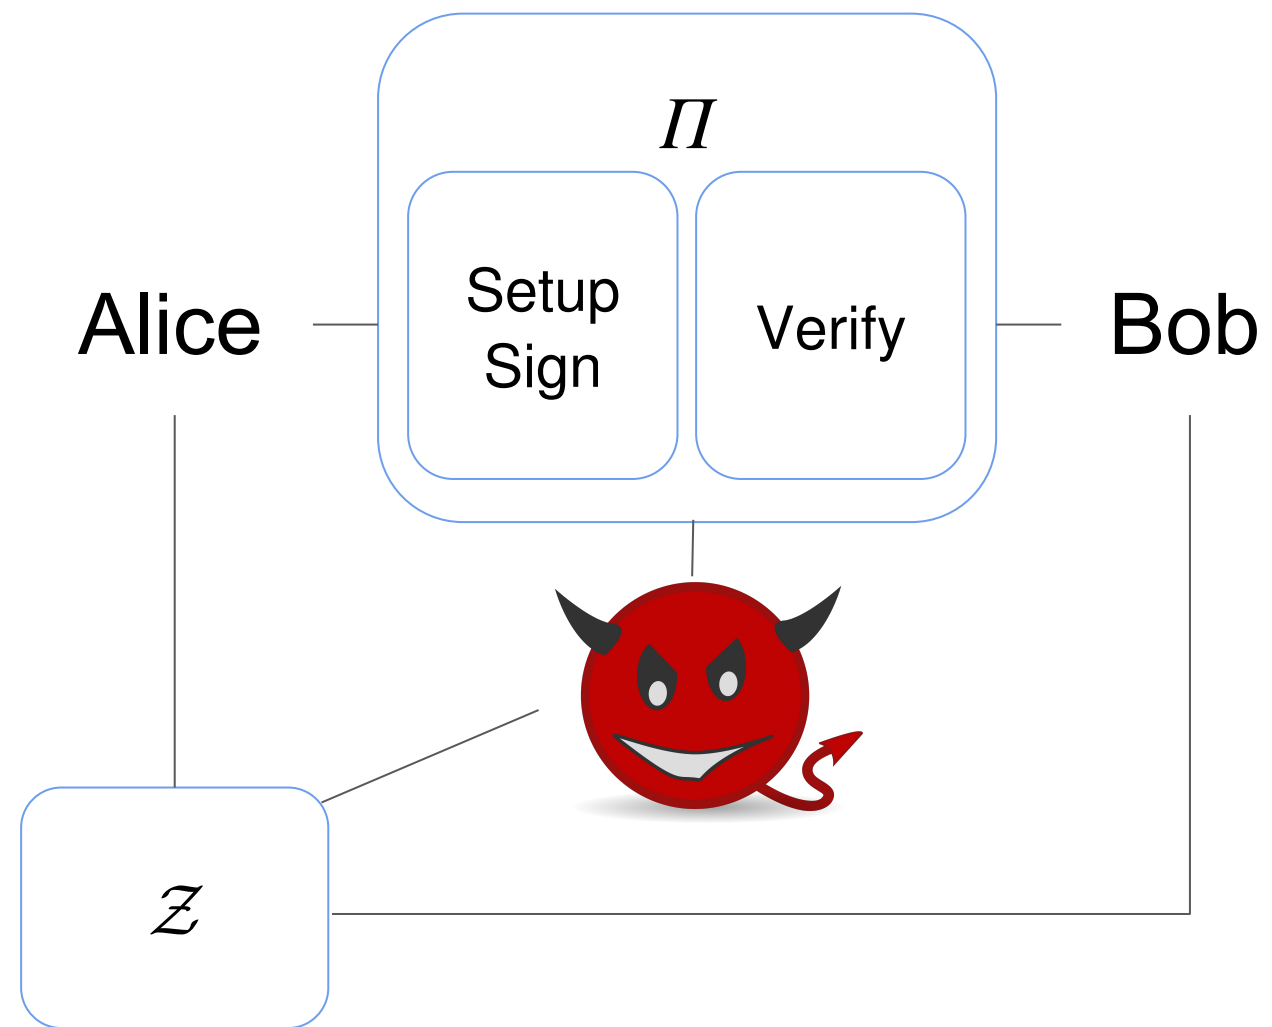 Π
Setup
Sign
Verify
Alice
Bob
𝒵